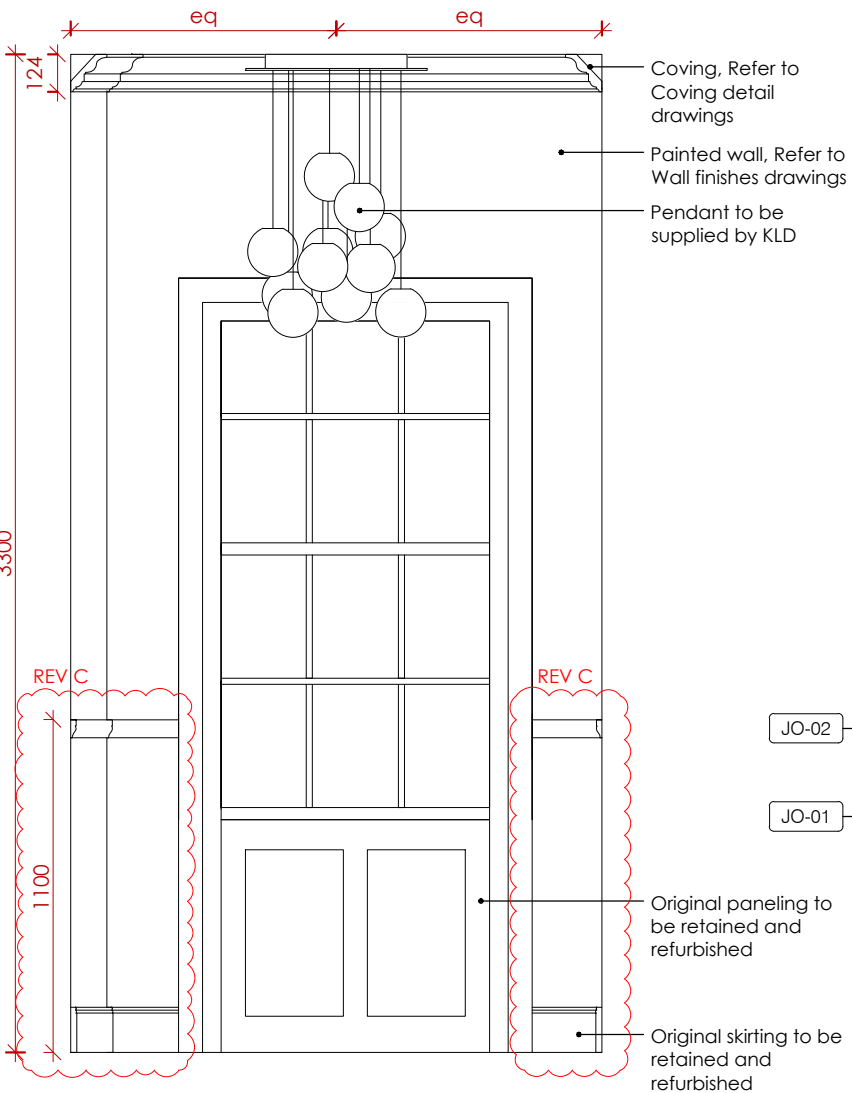 eq
eq
124
Coving, Refer to
Coving detail
drawings
Painted wall, Refer to
Wall finishes drawings
Pendant to be
supplied by KLD
3300
REV C
REV C
JO-02
JO-01
1100
Original paneling to
be retained and
refurbished
Original skirting to be
retained and
refurbished